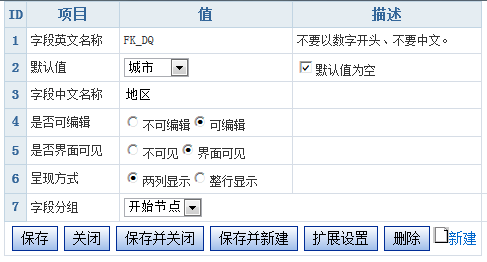 ID 项目 值 描述
1 字段英文名称 FK_DQ 不要以数字开头、不要中文。
2 默认值 城市 默认值为空
3 字段中文名称 地区
4 是否可编辑 不可编辑 可编辑
5 是否界面可见 不可见 界面可见
6 呈现方式 两列显示 整行显示
7 字段分组 开始节点
保存 关闭 保存并关闭 保存并新建 扩展设置 删除 新建